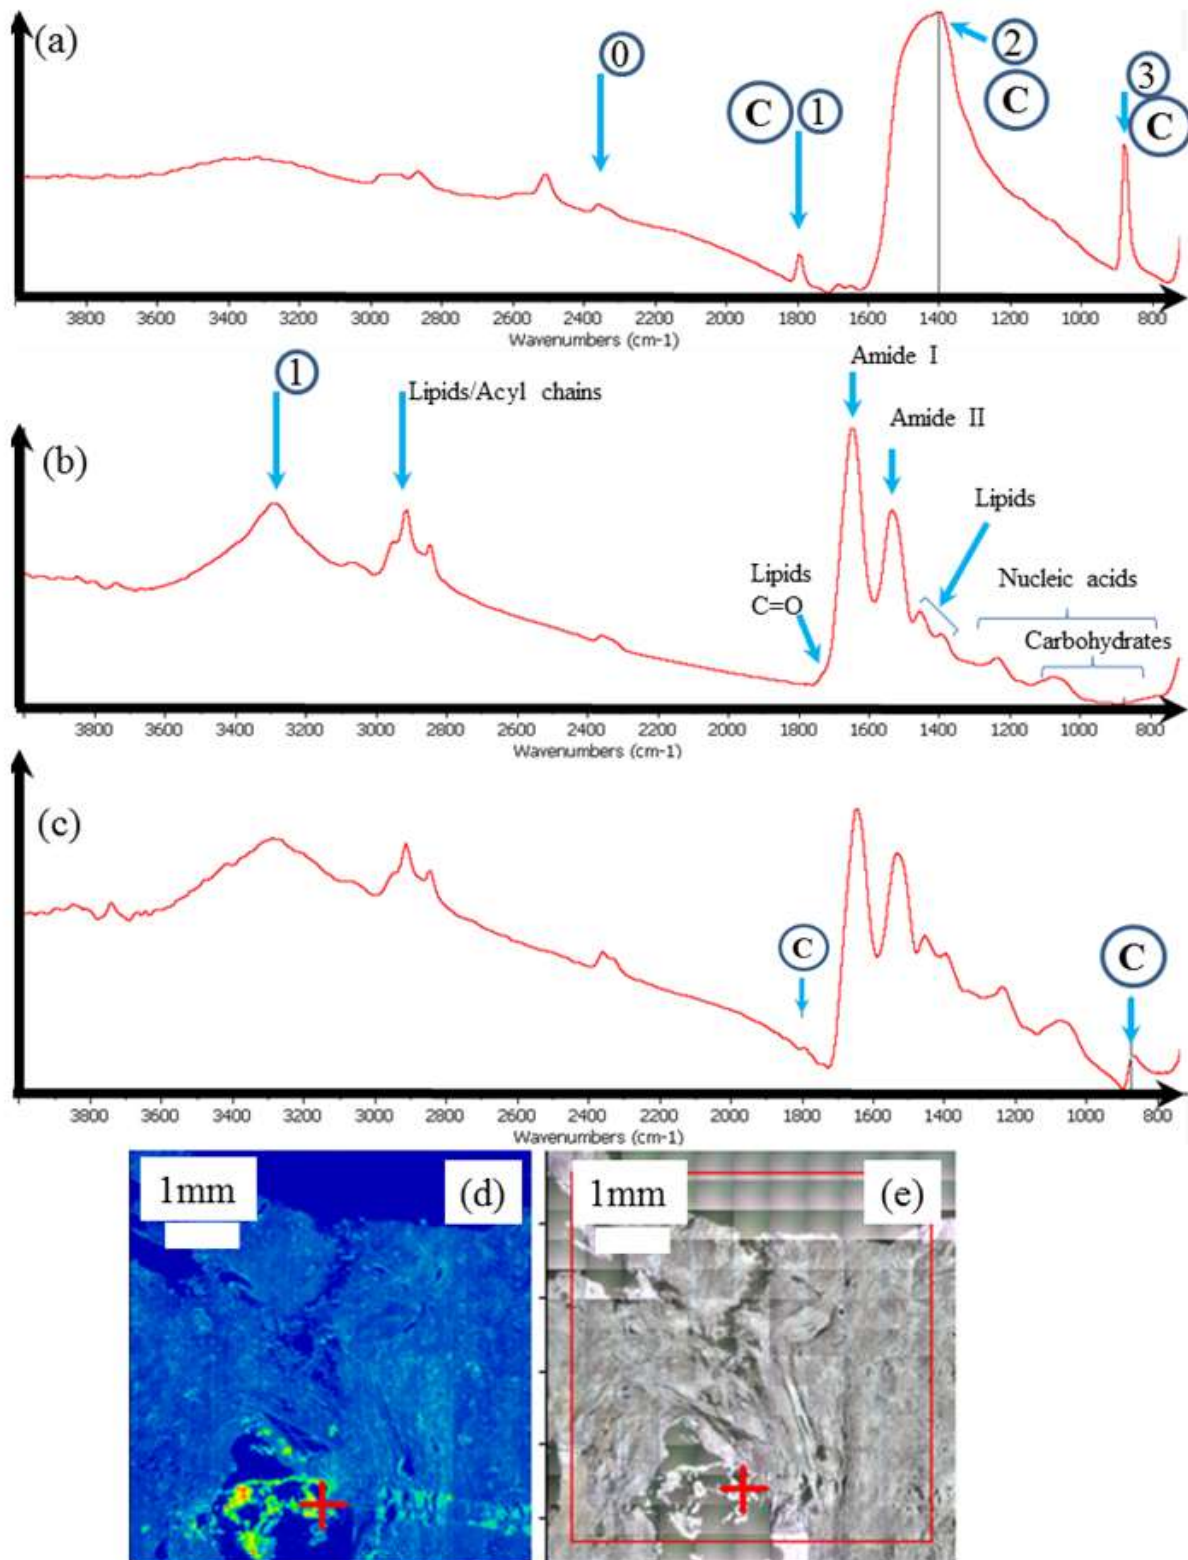 (a)
0
C 1
2
C
3
C
3800 3600 3400 3200 3000 2800 2600 2400 2200 2000 1800 1600 1400 1200 1000 800
Wavenumbers (cm-1)
(b)
1
Lipids/Acyl chains
Amide I
Amide II
Lipids
Lipids
C=O
Nucleic acids
Carbohydrates
3800 3600 3400 3200 3000 2800 2600 2400 2200 2000 1800 1600 1400 1200 1000 800
Wavenumbers (cm-1)
(c)
C
C
3800 3600 3400 3200 3000 2800 2600 2400 2200 2000 1800 1600 1400 1200 1000 800
Wavenumbers (cm-1)
1mm
(d)
1mm
(e)